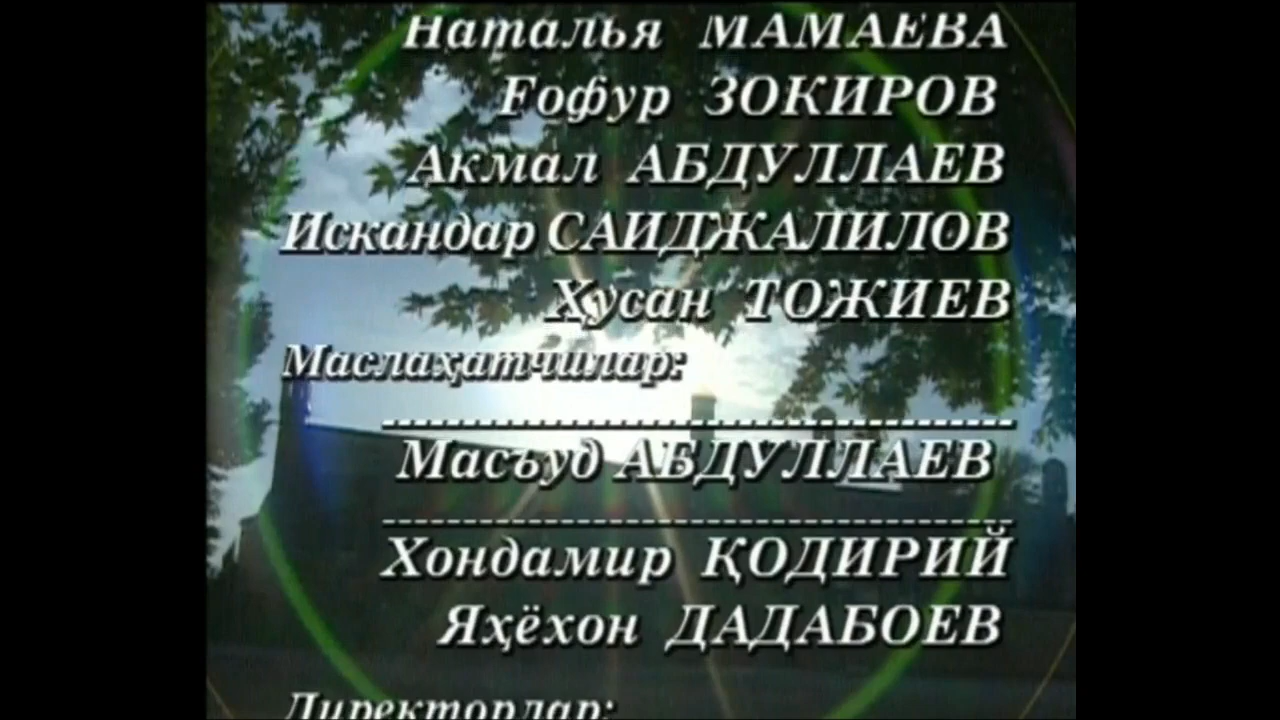 Наталья МАМАЕВА
Ғофур ЗОКИРОВ
Акмал АБДУЛЛАЕВ
Искандар САИДЖАЛИЛОВ
Ҳусан ТОЖИЕВ
Маслаҳатчилар:
Масъуд АБДУЛЛАЕВ
Хондамир ҚОДИРИЙ
Яҳёхон ДАДАБОЕВ
Директорлар: